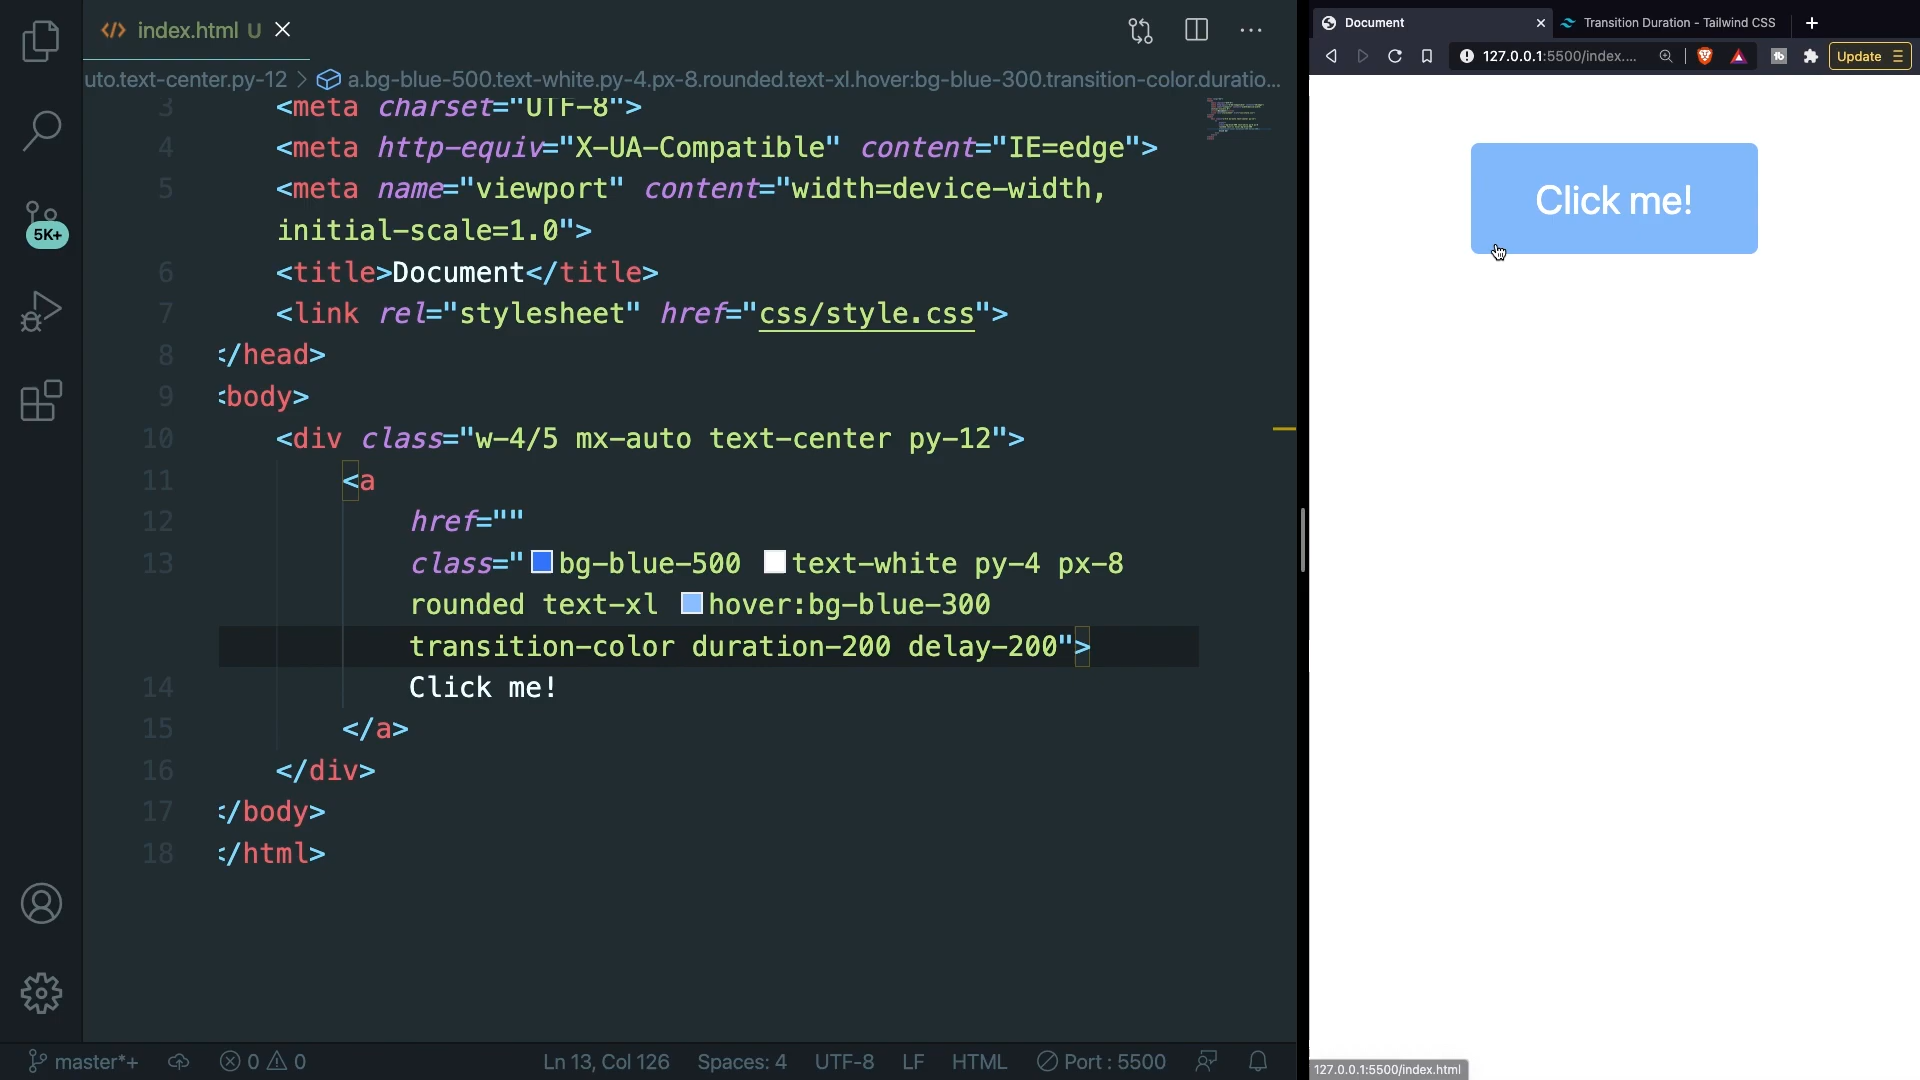 index.html U
Document
Transition Duration - Tailwind CSS
127.0.0.1:5500/index....
Update
uto.text-center.py-12 > a.bg-blue-500.text-white.py-4.px-8.rounded.text-xl.hover:bg-blue-300.transition-color.duratio...
3 <meta charset="UTF-8">
4 <meta http-equiv="X-UA-Compatible" content="IE=edge">
5 <meta name="viewport" content="width=device-width,
initial-scale=1.0">
6 <title>Document</title>
7 <link rel="stylesheet" href="css/style.css">
8 </head>
9 <body>
10 <div class="w-4/5 mx-auto text-center py-12">
11 <a
12 href=""
13 class="bg-blue-500 text-white py-4 px-8
rounded text-xl hover:bg-blue-300
transition-color duration-200 delay-200">
14 Click me!
15 </a>
16 </div>
17 </body>
18 </html>
5K+
Click me!
master*+
0 0
Ln 13, Col 126
Spaces: 4
UTF-8
LF
HTML
Port : 5500
127.0.0.1:5500/index.html